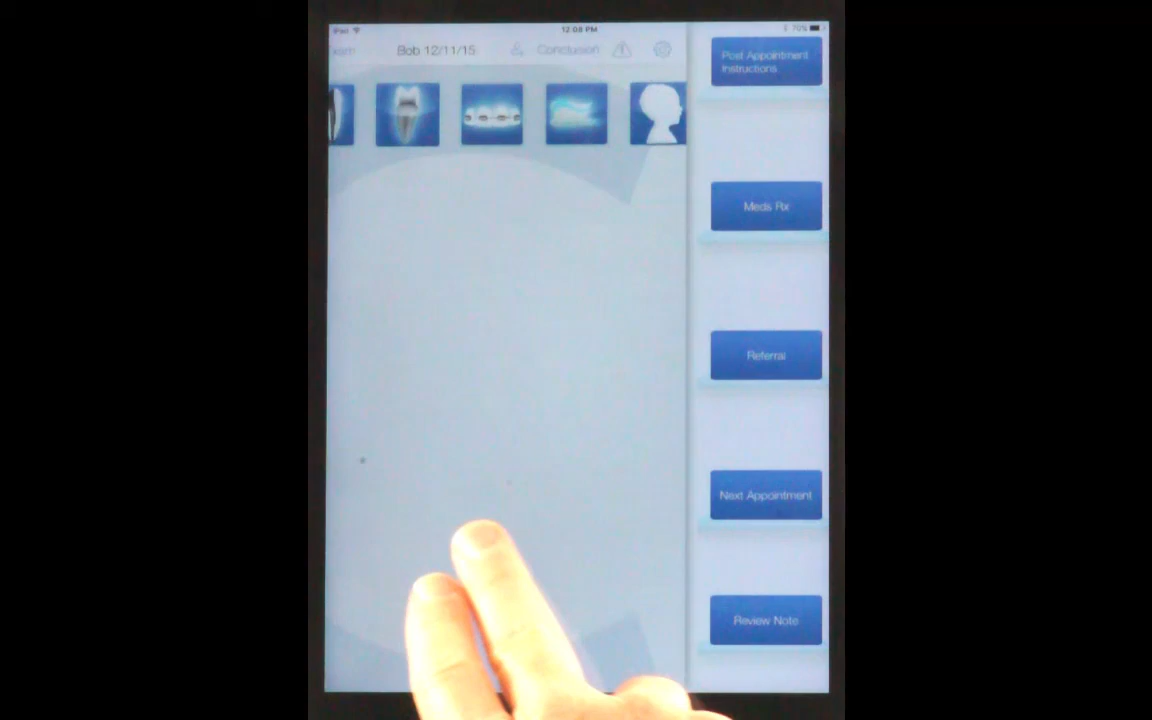 iPad
12:08 PM
70%
Bob 12/11/15
Conclusion
Post Appointment
Instructions
Meds Rx
Referral
Next Appointment
Review Note